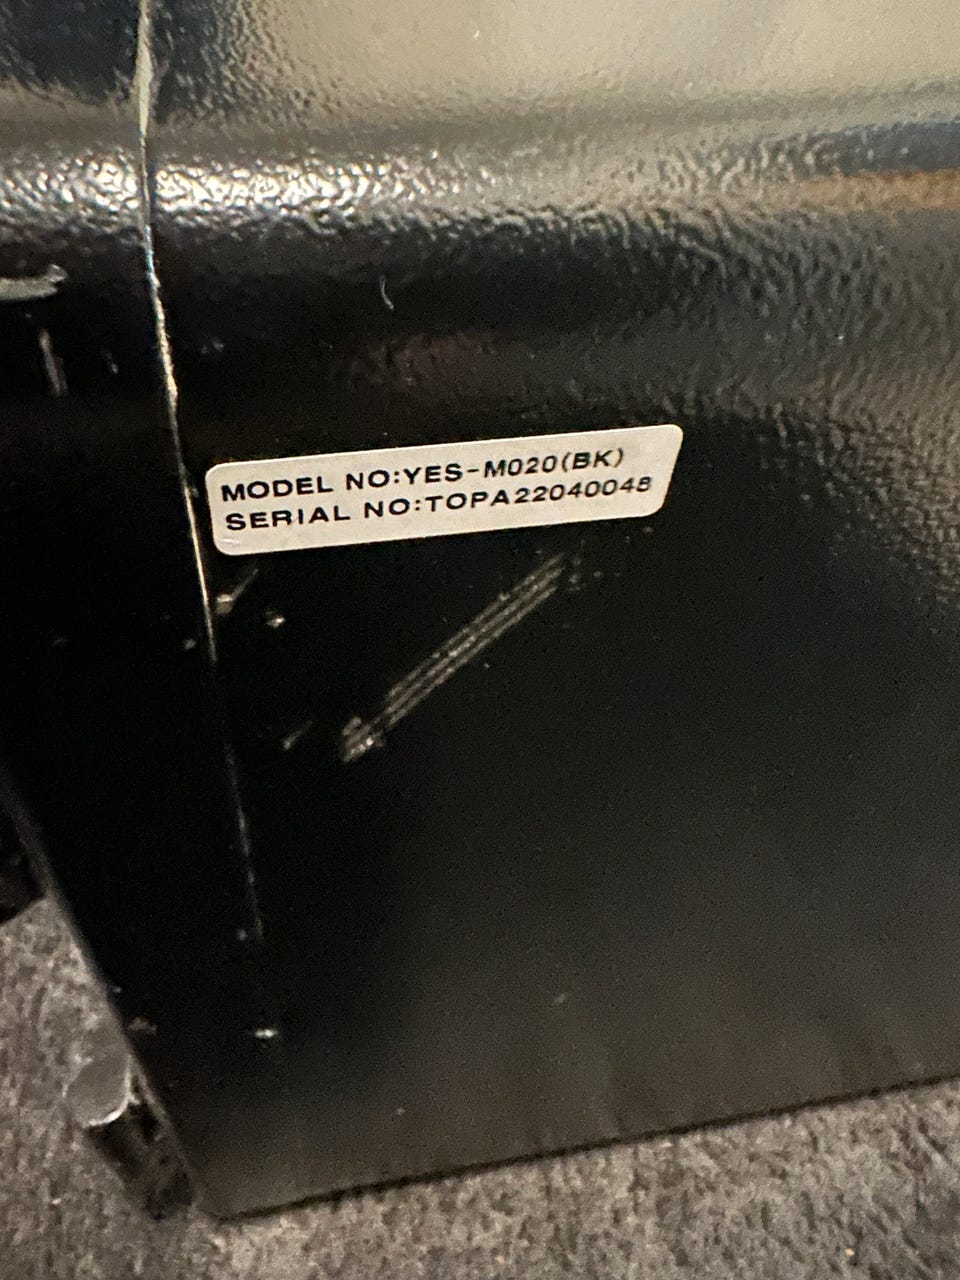 MODEL NO:YES-M020(BK)
SERIAL NO:TOPA22040048